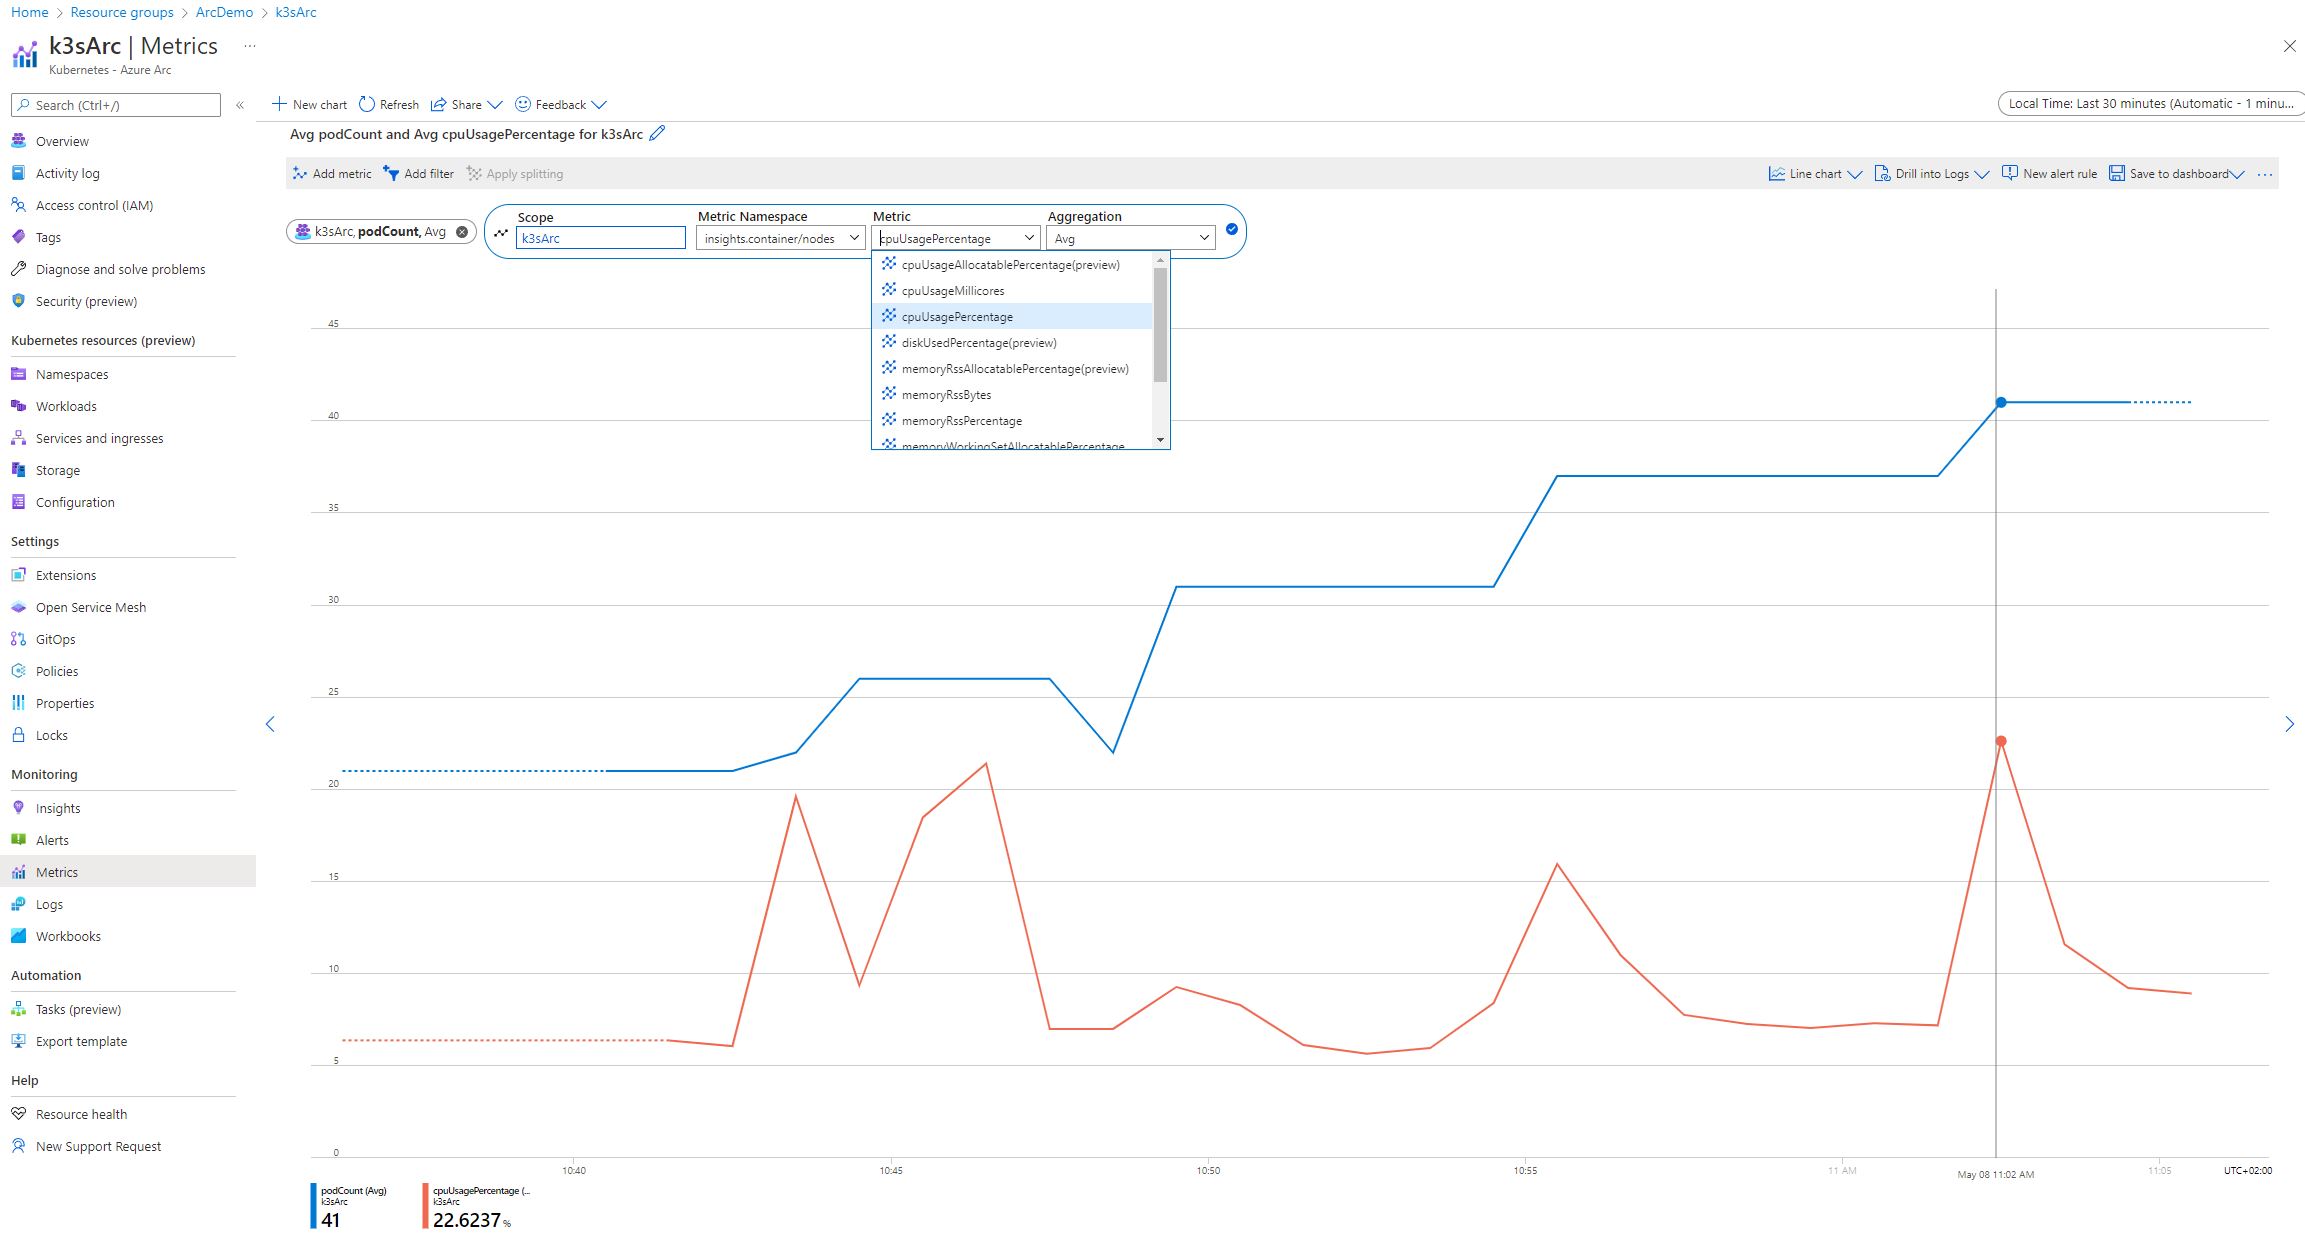 Home > Resource groups > ArcDemo > k3sArc
k3sArc | Metrics ...
Kubernetes - Azure Arc
Search (Ctrl+/) «
Overview
Activity log
Access control (IAM)
Tags
Diagnose and solve problems
Security (preview)
Kubernetes resources (preview)
Namespaces
Workloads
Services and ingresses
Storage
Configuration
Settings
Extensions
Open Service Mesh
GitOps
Policies
Properties
Locks
Monitoring
Insights
Alerts
Metrics
Logs
Workbooks
Automation
Tasks (preview)
Export template
Help
Resource health
New Support Request
New chart Refresh Share Feedback
Local Time: Last 30 minutes (Automatic - 1 minu...
Avg podCount and Avg cpuUsagePercentage for k3sArc
Add metric Add filter Apply splitting
Line chart Drill into Logs New alert rule Save to dashboard ...
k3sArc, podCount, Avg
Scope Metric Namespace Metric Aggregation
k3sArc insights.container/nodes cpuUsagePercentage Avg
cpuUsageAllocatablePercentage(preview)
cpuUsageMillicores
cpuUsagePercentage
diskUsedPercentage(preview)
memoryRssAllocatablePercentage(preview)
memoryRssBytes
memoryRssPercentage
memoryWorkingSetAllocatablePercentage
45
40
35
30
25
20
15
10
5
0
10:40 10:45 10:50 10:55 11 AM May 08 11:02 AM 11:05 UTC+02:00
podCount (Avg)
k3sArc
41
cpuUsagePercentage (...
k3sArc
22.6237 %